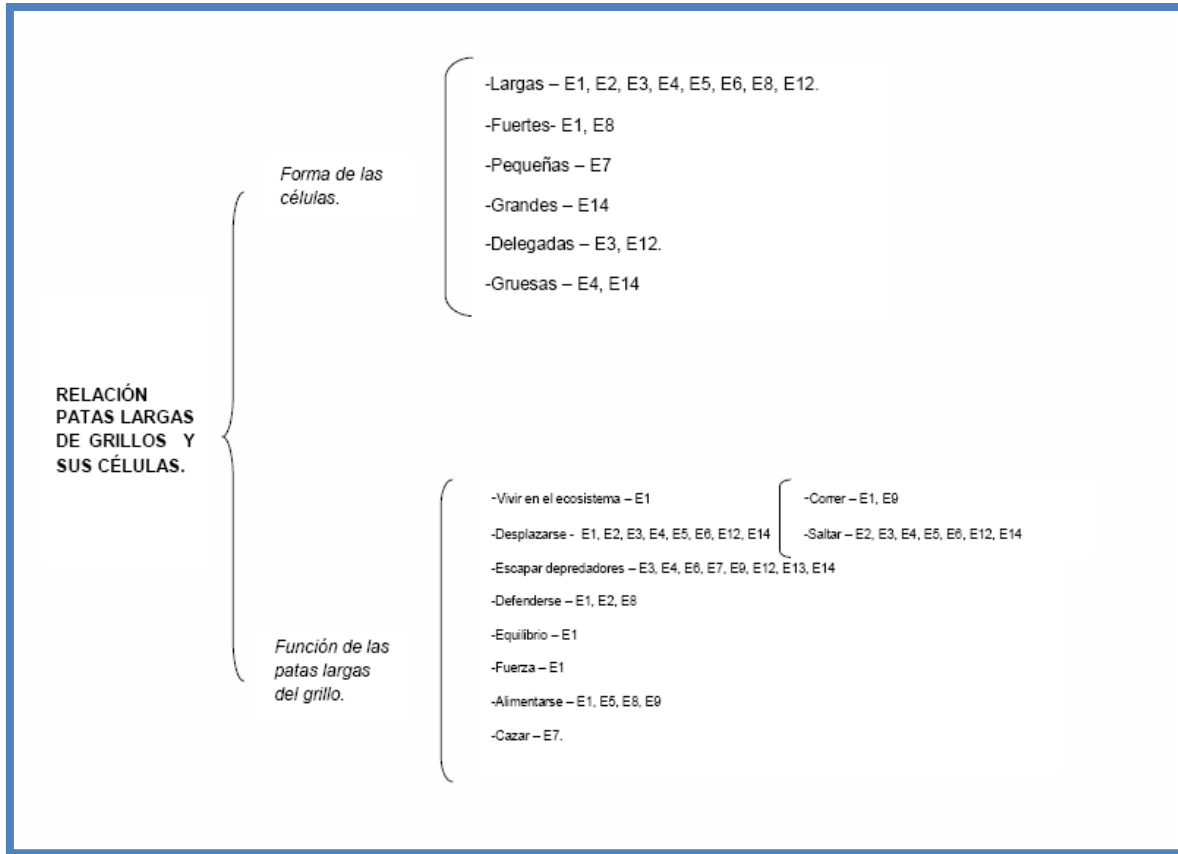 RELACIÓN
PATAS LARGAS
DE GRILLOS Y
SUS CÉLULAS.
Forma de las
células.
-Largas – E1, E2, E3, E4, E5, E6, E8, E12.
-Fuertes- E1, E8
-Pequeñas – E7
-Grandes – E14
-Delegadas – E3, E12.
-Gruesas – E4, E14
Función de las
patas largas
del grillo.
-Vivir en el ecosistema – E1
-Desplazarse - E1, E2, E3, E4, E5, E6, E12, E14
-Correr – E1, E9
-Saltar – E2, E3, E4, E5, E6, E12, E14
-Escapar depredadores – E3, E4, E6, E7, E9, E12, E13, E14
-Defenderse – E1, E2, E8
-Equilibrio – E1
-Fuerza – E1
-Alimentarse – E1, E5, E8, E9
-Cazar – E7.